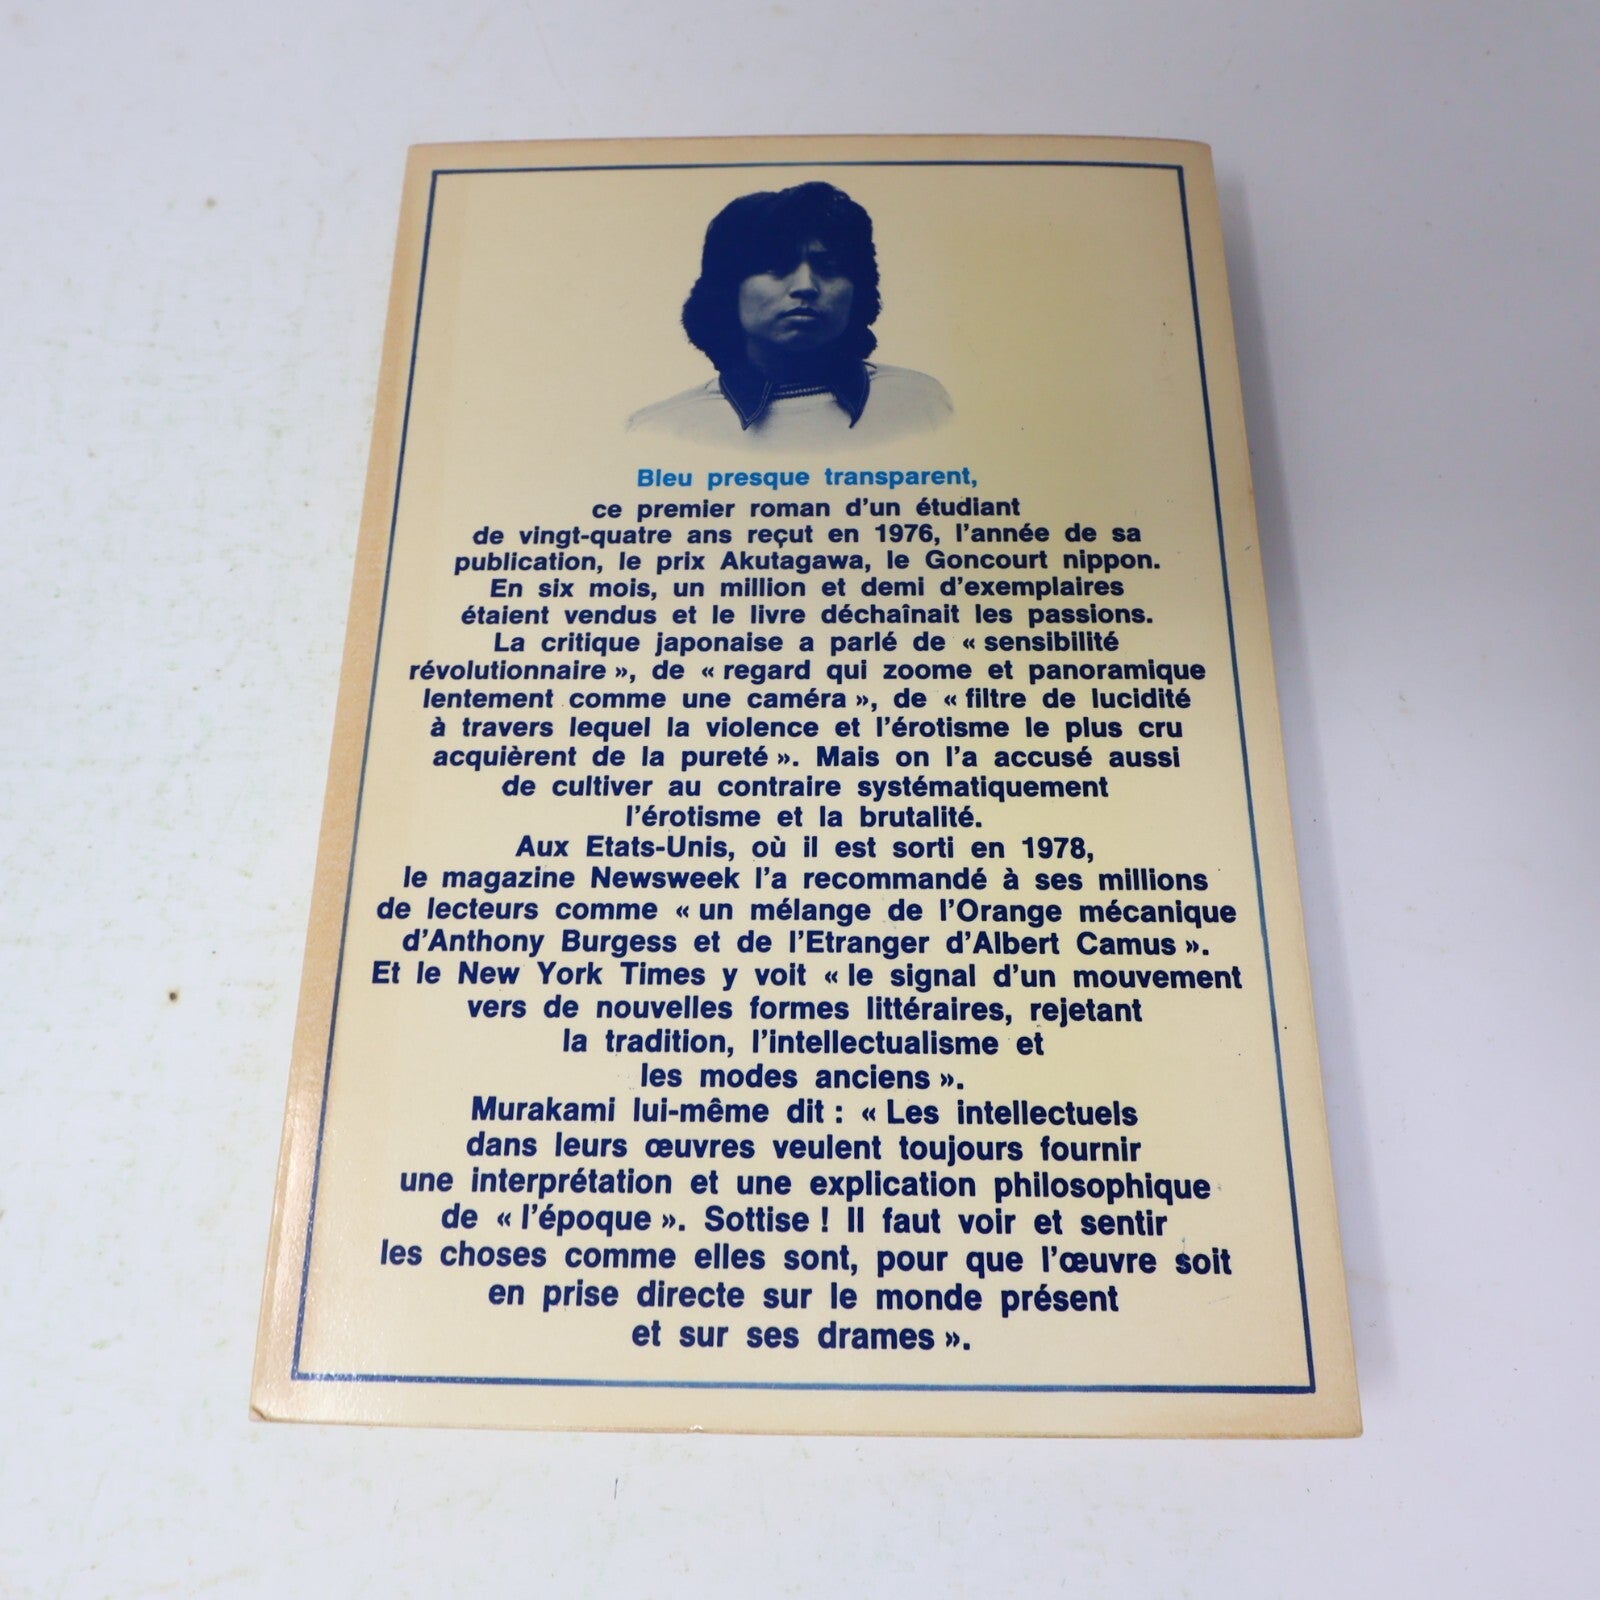 Bleu presque transparent,
ce premier roman d'un étudiant
de vingt-quatre ans reçut en 1976, l'année de sa
publication, le prix Akutagawa, le Goncourt nippon.
En six mois, un million et demi d'exemplaires
étaient vendus et le livre déchaînait les passions.
La critique japonaise a parlé de « sensibilité
révolutionnaire », de « regard qui zoome et panoramique
lentement comme une caméra », de « filtre de lucidité
à travers lequel la violence et l'érotisme le plus cru
acquièrent de la pureté ». Mais on l'a accusé aussi
de cultiver au contraire systématiquement
l'érotisme et la brutalité.
Aux Etats-Unis, où il est sorti en 1978,
le magazine Newsweek l'a recommandé à ses millions
de lecteurs comme « un mélange de l'Orange mécanique
d'Anthony Burgess et de l'Etranger d'Albert Camus ».
Et le New York Times y voit « le signal d'un mouvement
vers de nouvelles formes littéraires, rejetant
la tradition, l'intellectualisme et
les modes anciens ».
Murakami lui-même dit : « Les intellectuels
dans leurs œuvres veulent toujours fournir
une interprétation et une explication philosophique
de « l'époque ». Sottise ! Il faut voir et sentir
les choses comme elles sont, pour que l'œuvre soit
en prise directe sur le monde présent
et sur ses drames ».